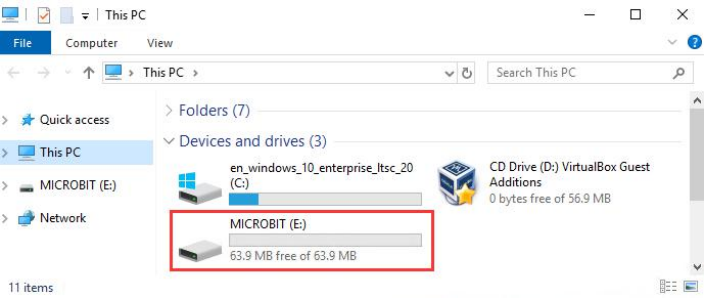 This PC
File Computer View
This PC
Search This PC
Quick access
This PC
MICROBIT (E:)
Network
Folders (7)
Devices and drives (3)
en_windows_10_enterprise_ltsc_20
(C:)
CD Drive (D:) VirtualBox Guest
Additions
0 bytes free of 56.9 MB
MICROBIT (E:)
63.9 MB free of 63.9 MB
11 items